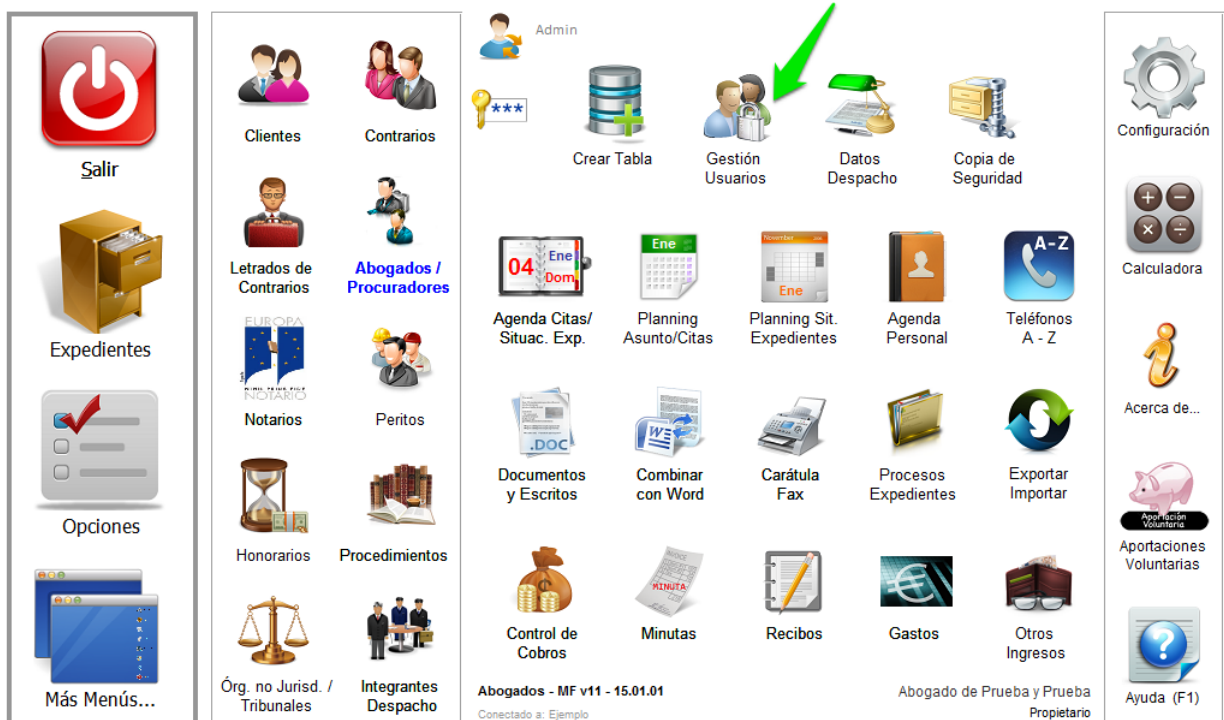 Salir
Expedientes
Opciones
Más Menús...
Clientes
Contrarios
Letrados de
Contrarios
Abogados /
Procuradores
EUROPA
NOTARIO
Notarios
Peritos
Honorarios
Procedimientos
Órg. no Jurisd. /
Tribunales
Integrantes
Despacho
Admin
***
Crear Tabla
Gestión
Usuarios
Datos
Despacho
Copia de
Seguridad
04
Ene
Dom
Agenda Citas/
Situac. Exp.
Ene
Planning
Asunto/Citas
November
Ene
Planning Sit.
Expedientes
Agenda
Personal
A-Z
Teléfonos
A - Z
.DOC
Documentos
y Escritos
W
Combinar
con Word
Carátula
Fax
Procesos
Expedientes
Exportar
Importar
Control de
Cobros
INVOICE
MINUTA
Minutas
Recibos
€
Gastos
Otros
Ingresos
Abogados - MF v11 - 15.01.01
Conectado a: Ejemplo
Abogado de Prueba y Prueba
Propietario
Configuración
Calculadora
Acerca de...
Aportación
Voluntaria
Aportaciones
Voluntarias
Ayuda (F1)